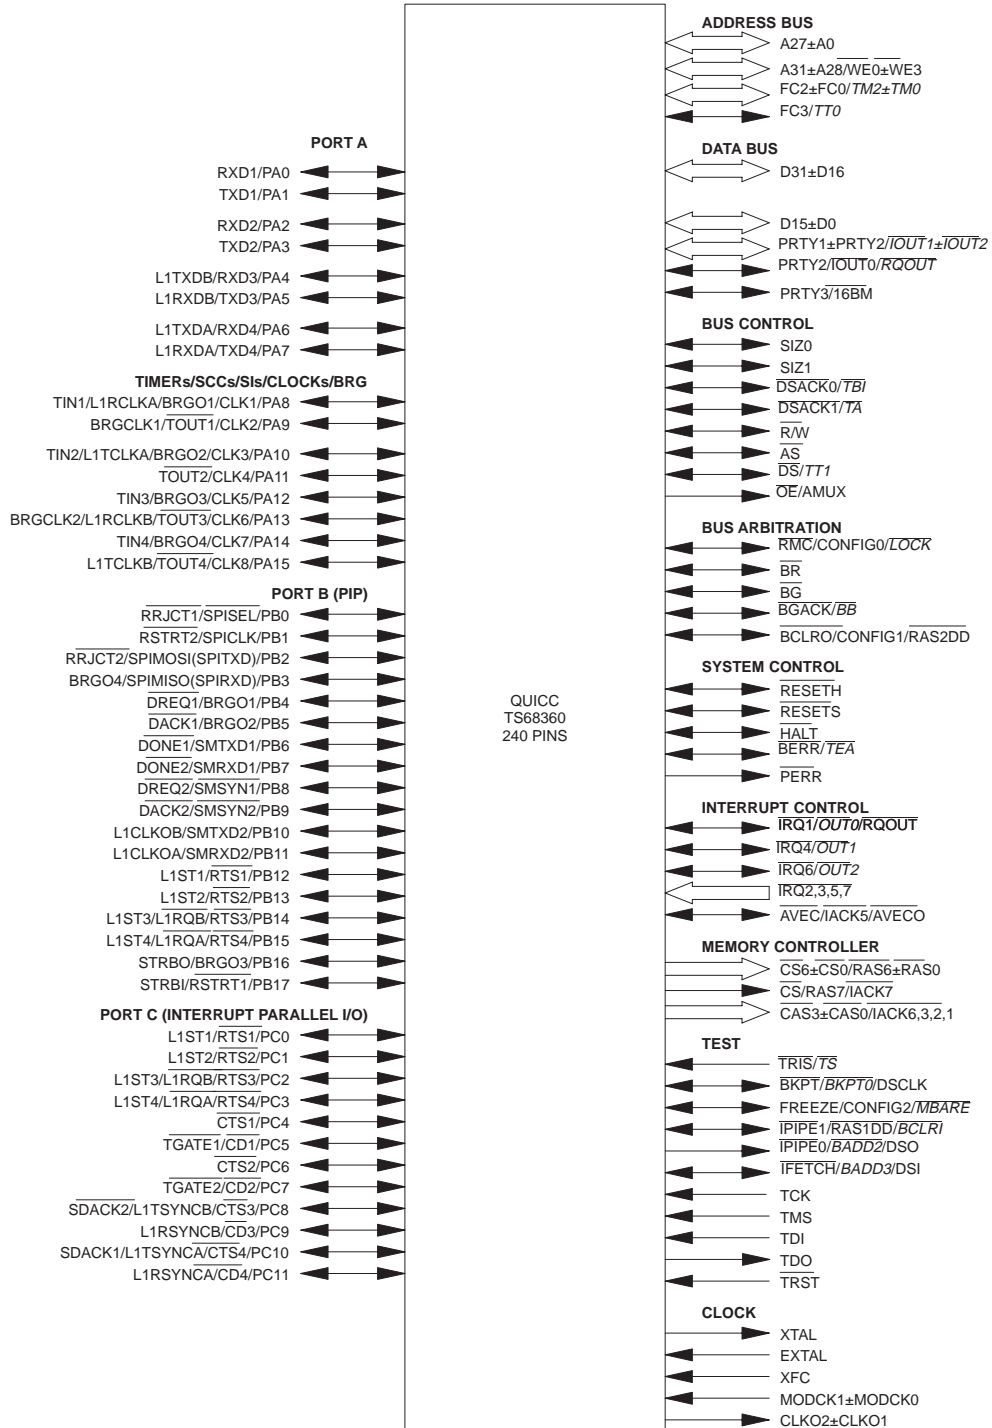 PORT A
RXD1/PA0
TXD1/PA1
RXD2/PA2
TXD2/PA3
L1TXDB/RXD3/PA4
L1RXDB/TXD3/PA5
L1TXDA/RXD4/PA6
L1RXDA/TXD4/PA7
TIMERs/SCCs/SIs/CLOCKs/BRG
TIN1/L1RCLKA/BRGO1/CLK1/PA8
BRGCLK1/TOUT1/CLK2/PA9
TIN2/L1TCLKA/BRGO2/CLK3/PA10
TOUT2/CLK4/PA11
TIN3/BRGO3/CLK5/PA12
BRGCLK2/L1RCLKB/TOUT3/CLK6/PA13
TIN4/BRGO4/CLK7/PA14
L1TCLKB/TOUT4/CLK8/PA15
PORT B (PIP)
RRJCT1/SPISEL/PB0
RSTRT2/SPICLK/PB1
RRJCT2/SPIMOSI(SPITXD)/PB2
BRGO4/SPIMISO(SPIRXD)/PB3
DREQ1/BRGO1/PB4
DACK1/BRGO2/PB5
DONE1/SMTXD1/PB6
DONE2/SMRXD1/PB7
DREQ2/SMSYN1/PB8
DACK2/SMSYN2/PB9
L1CLKOB/SMTXD2/PB10
L1CLKOA/SMRXD2/PB11
L1ST1/RTS1/PB12
L1ST2/RTS2/PB13
L1ST3/L1RQB/RTS3/PB14
L1ST4/L1RQA/RTS4/PB15
STRBO/BRGO3/PB16
STRBI/RSTRT1/PB17
PORT C (INTERRUPT PARALLEL I/O)
L1ST1/RTS1/PC0
L1ST2/RTS2/PC1
L1ST3/L1RQB/RTS3/PC2
L1ST4/L1RQA/RTS4/PC3
CTS1/PC4
TGATE1/CD1/PC5
CTS2/PC6
TGATE2/CD2/PC7
SDACK2/L1TSYNCB/CTS3/PC8
L1RSYNCB/CD3/PC9
SDACK1/L1TSYNCA/CTS4/PC10
L1RSYNCA/CD4/PC11
QUICC
TS68360
240 PINS
ADDRESS BUS
A27±A0
A31±A28/WE0±WE3
FC2±FC0/TM2±TM0
FC3/TT0
DATA BUS
D31±D16
D15±D0
PRTY1±PRTY2/IOUT1±IOUT2
PRTY2/IOUT0/RQOUT
PRTY3/16BM
BUS CONTROL
SIZ0
SIZ1
DSACK0/TBI
DSACK1/TA
R/W
AS
DS/TT1
OE/AMUX
BUS ARBITRATION
RMC/CONFIG0/LOCK
BR
BG
BGACK/BB
BCLRO/CONFIG1/RAS2DD
SYSTEM CONTROL
RESETH
RESETS
HALT
BERR/TEA
PERR
INTERRUPT CONTROL
IRQ1/OUT0/RQOUT
IRQ4/OUT1
IRQ6/OUT2
IRQ2,3,5,7
AVEC/IACK5/AVECO
MEMORY CONTROLLER
CS6±CS0/RAS6±RAS0
CS/RAS7/IACK7
CAS3±CAS0/IACK6,3,2,1
TEST
TRIS/TS
BKPT/BKPT0/DSCLK
FREEZE/CONFIG2/MBARE
IPIPE1/RAS1DD/BCLRI
IPIPE0/BADD2/DSO
IFETCH/BADD3/DSI
TCK
TMS
TDI
TDO
TRST
CLOCK
XTAL
EXTAL
XFC
MODCK1±MODCK0
CLKO2±CLKO1